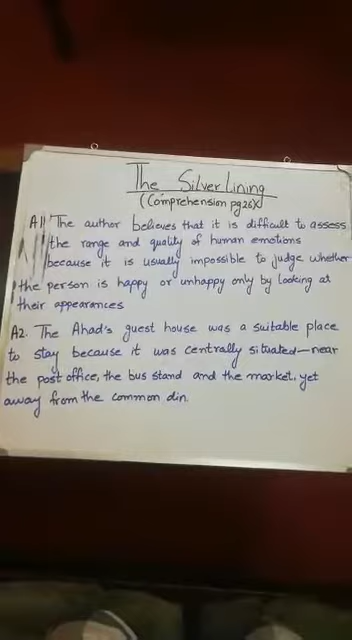 The Silver Lining
(Comprehension pg26)
A1 The author believes that it is difficult to assess
the range and quality of human emotions
because it is usually impossible to judge whether
the person is happy or unhappy only by looking at
their appearances
A2. The Ahad's guest house was a suitable place
to stay because it was centrally situated—near
the post office, the bus stand and the market, yet
away from the common din.